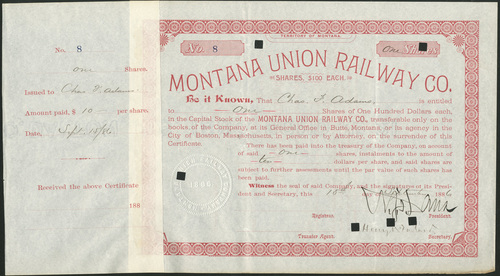 No. 8
one Shares.
Issued to Chas F. Adams
Amount paid, $ 10 per share.
Date, Sept 15/86
Received the above Certificate
188
TERRITORY OF MONTANA.
No. 8
One Shares
MONTANA UNION RAILWAY CO.
SHARES, $100 EACH.
Be it Known, That Chas. F. Adams, is entitled
to One Shares of One Hundred Dollars each,
in the Capital Stock of the MONTANA UNION RAILWAY CO., transferable only on the
books of the Company, at its General Office in Butte, Montana, or its agency in the
City of Boston, Massachusetts, in person or by Attorney, on the surrender of this
Certificate.
There has been paid into the treasury of the Company, on account
of said one shares, instalments to the amount of
ten dollars per share, and said shares are
subject to further assessments until the par value of such shares has
been paid.
Witness the seal of said Company, and the signature of its Presi-
dent and Secretary, this 15th 1886
President.
Registrar.
Transfer Agent. Secretary.